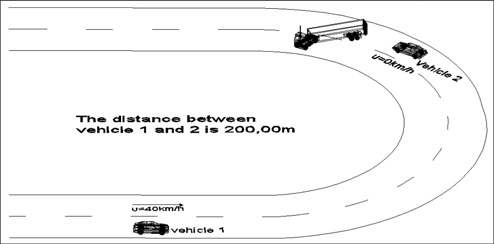 u=0km/h
Vehicle 2
The distance between
vehicle 1 and 2 is 200,00m
u=40km/h
vehicle 1